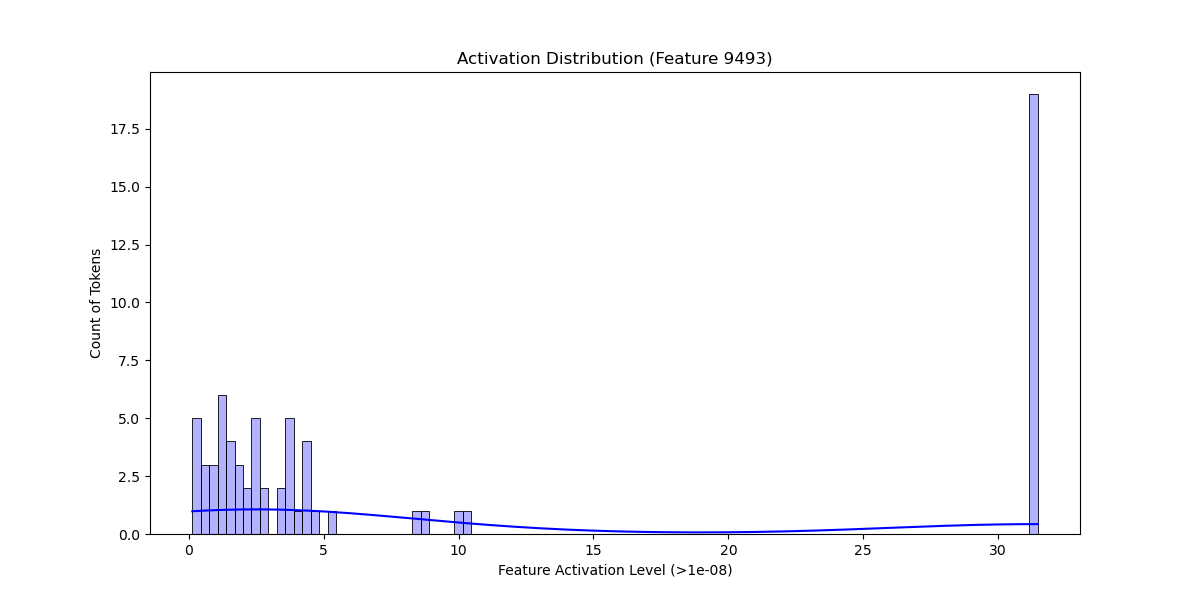 Activation Distribution (Feature 9493)
Count of Tokens
17.5
15.0
12.5
10.0
7.5
5.0
2.5
0.0
0 5 10 15 20 25 30
Feature Activation Level (>1e-08)